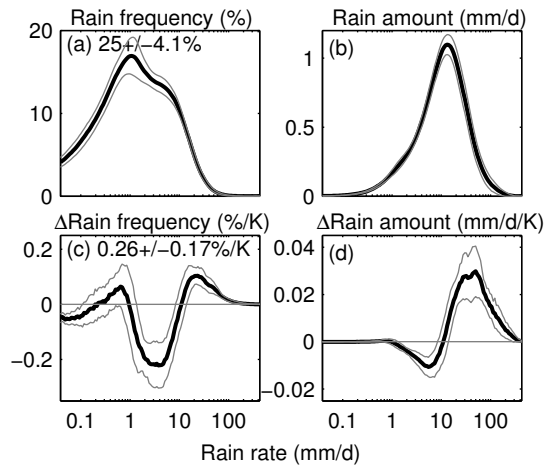 Rain frequency (%)
Rain amount (mm/d)
(a) 25+/−4.1%
(b)
20
10
0
1
0.5
0
ΔRain frequency (%/K)
ΔRain amount (mm/d/K)
(c) 0.26+/−0.17%/K
(d)
0.2
0
−0.2
0.04
0.02
0
−0.02
0.1 1 10 100
0.1 1 10 100
Rain rate (mm/d)